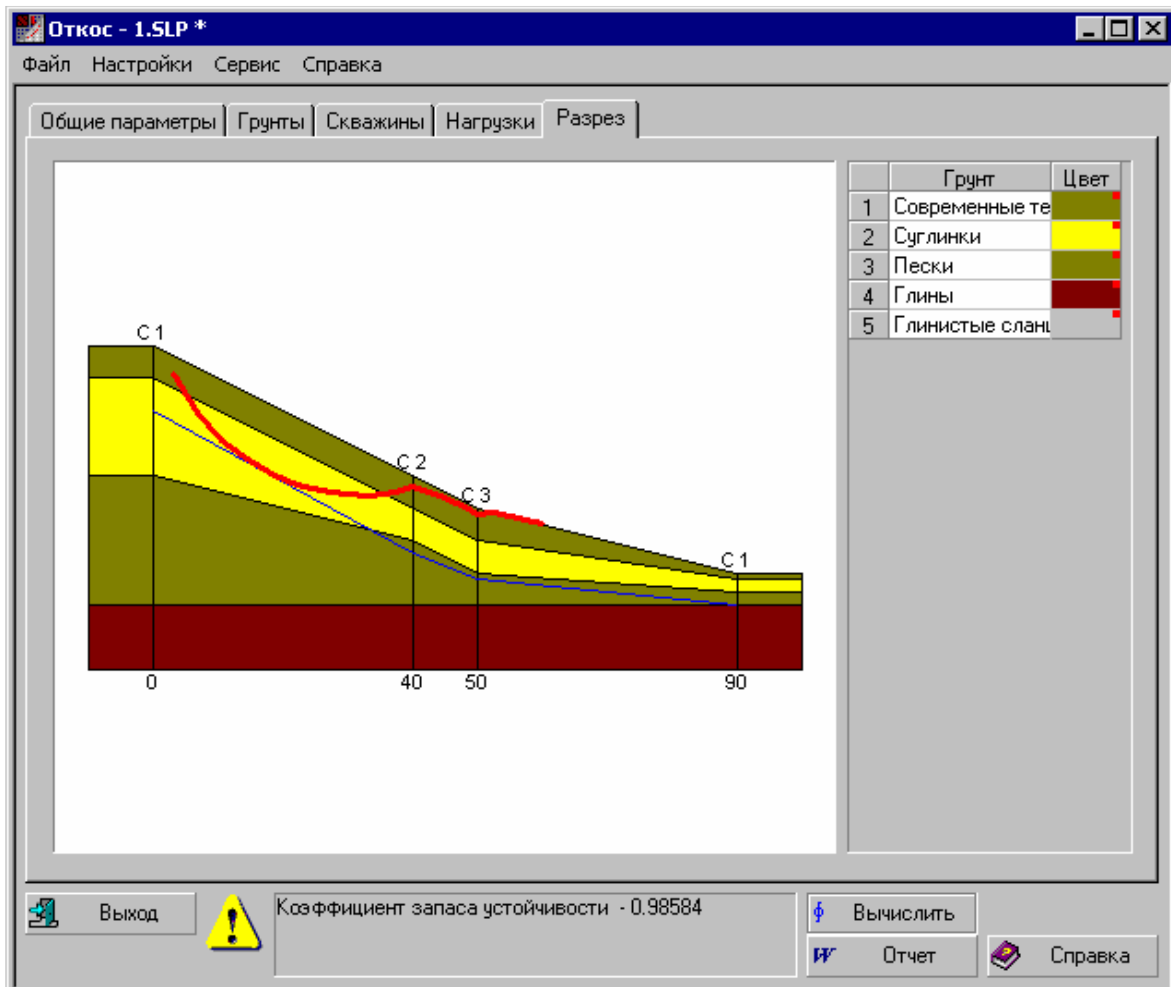 Откос - 1.SLP *
Файл Настройки Сервис Справка
Общие параметры Грунты Скважины Нагрузки Разрез
Грунт Цвет
1 Современные те
2 Суглинки
3 Пески
4 Глины
5 Глинистые слан
C 1
C 2
C 3
C 1
0 40 50 90
Выход
Коэффициент запаса устойчивости - 0.98584
Вычислить
W Отчет
Справка